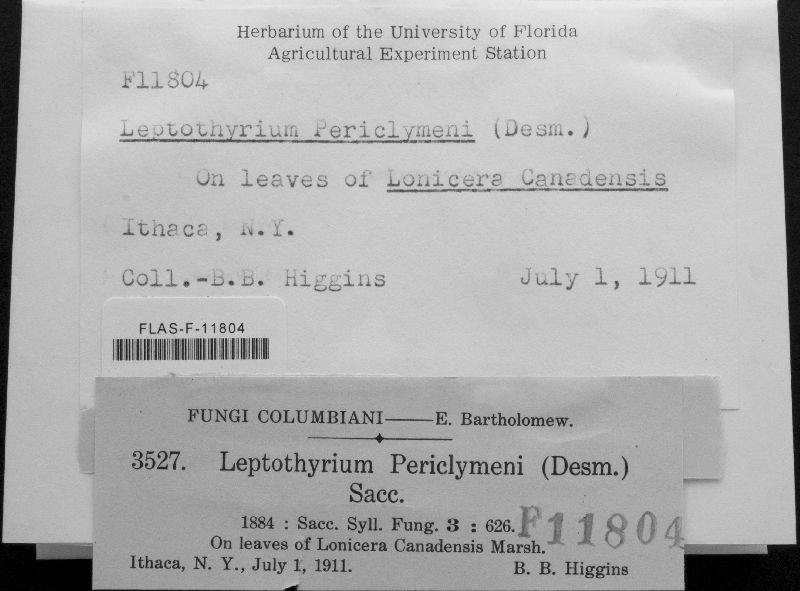 Herbarium of the University of Florida
Agricultural Experiment Station
F11804
Leptothyrium Periclymeni (Desm.)
On leaves of Lonicera Canadensis
Ithaca, N.Y.
Coll.-B.B. Higgins July 1, 1911
FLAS-F-11804
FUNGI COLUMBIANI——E. Bartholomew.
3527. Leptothyrium Periclymeni (Desm.)
Sacc.
1884 : Sacc. Syll. Fung. 3 : 626.
F11804
On leaves of Lonicera Canadensis Marsh.
Ithaca, N. Y., July 1, 1911. B. B. Higgins